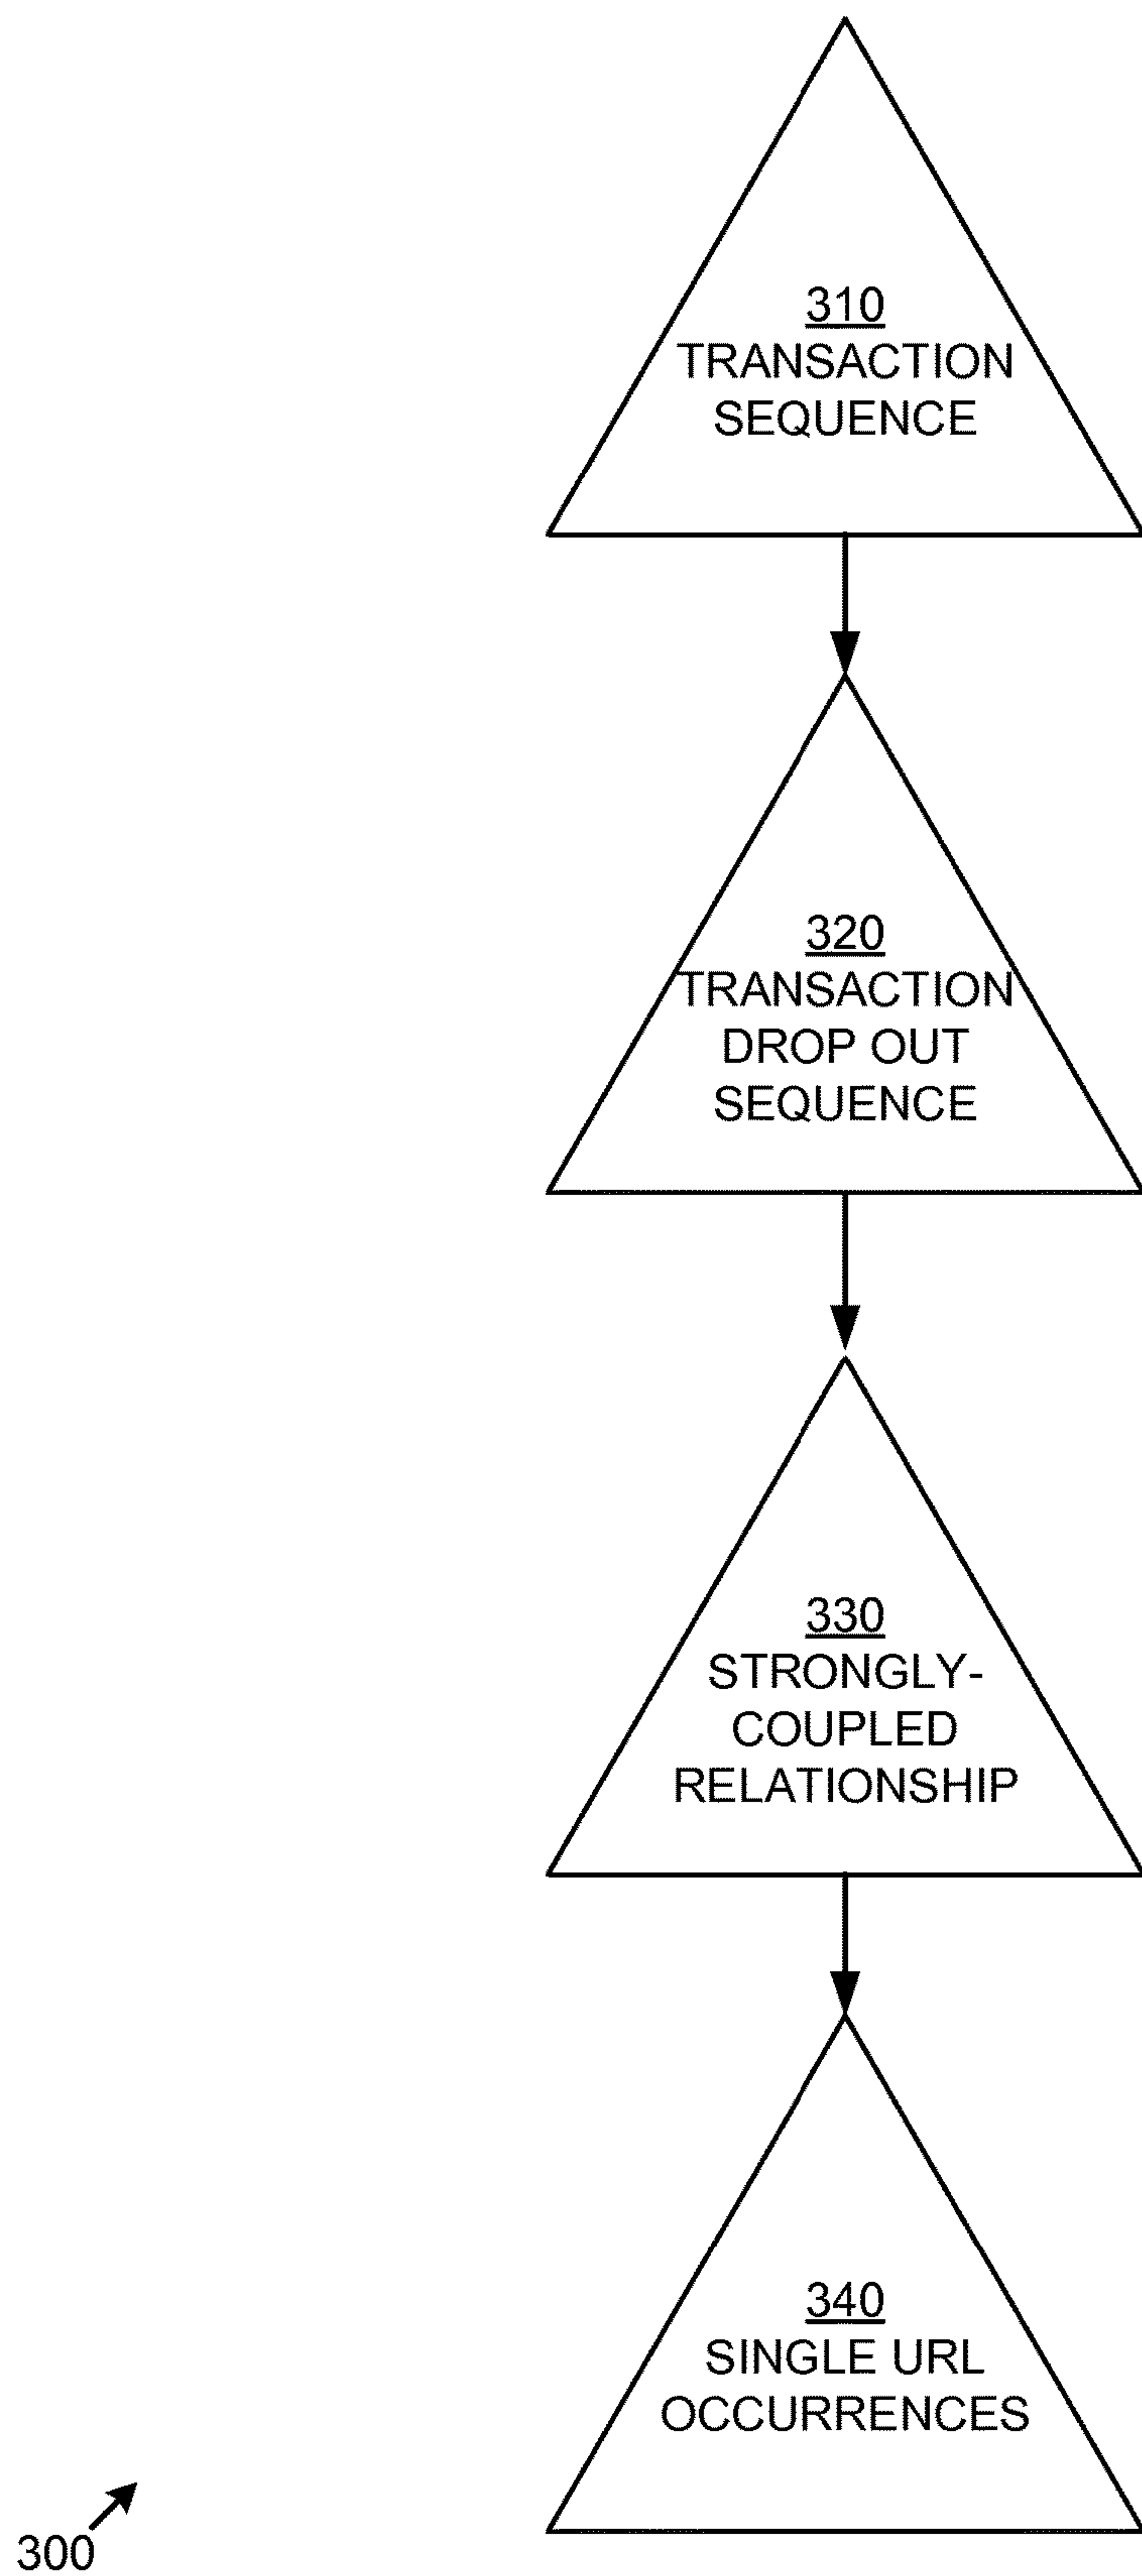 310
TRANSACTION
SEQUENCE
320
TRANSACTION
DROP OUT
SEQUENCE
330
STRONGLY-
COUPLED
RELATIONSHIP
340
SINGLE URL
OCCURRENCES
300